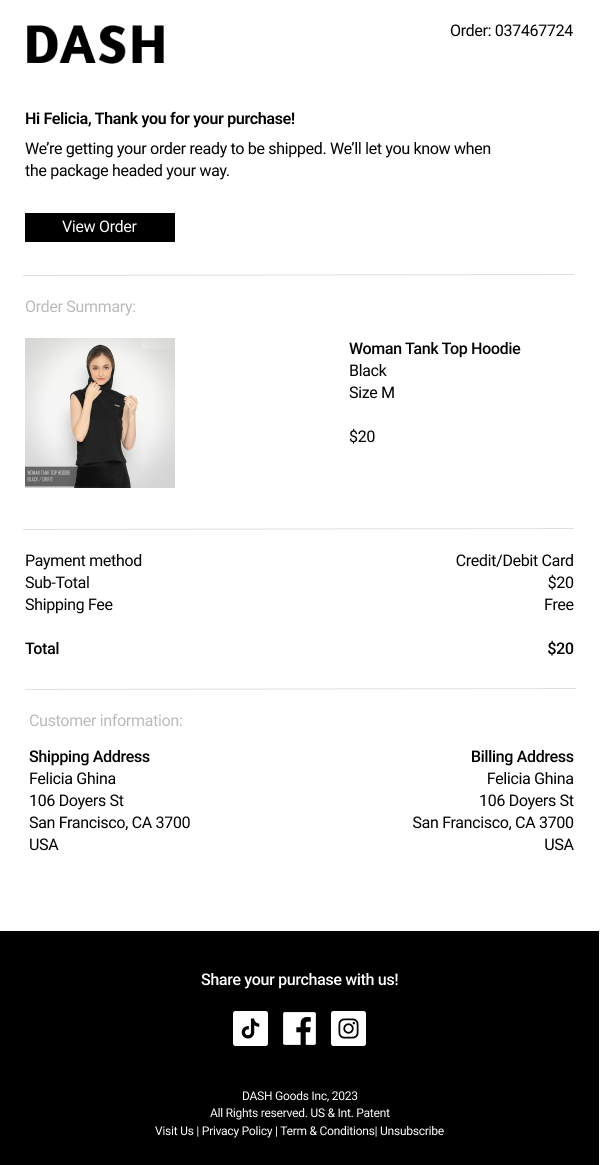 DASH
Order: 037467724
Hi Felicia, Thank you for your purchase!
We’re getting your order ready to be shipped. We’ll let you know when
the package headed your way.
View Order
Order Summary:
WOMAN TANK TOP HOODIE
Woman Tank Top Hoodie
Black
Size M
$20
Payment method Credit/Debit Card
Sub-Total $20
Shipping Fee Free
Total $20
Customer information:
Shipping Address
Felicia Ghina
106 Doyers St
San Francisco, CA 3700
USA
Billing Address
Felicia Ghina
106 Doyers St
San Francisco, CA 3700
USA
Share your purchase with us!
DASH Goods Inc, 2023
All Rights reserved. US & Int. Patent
Visit Us | Privacy Policy | Term & Conditions| Unsubscribe